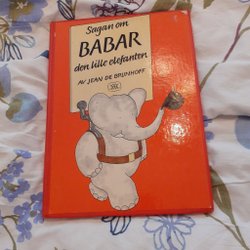 Sagan om
BABAR
den lille elefanten
AV JEAN DE BRUNHOFF